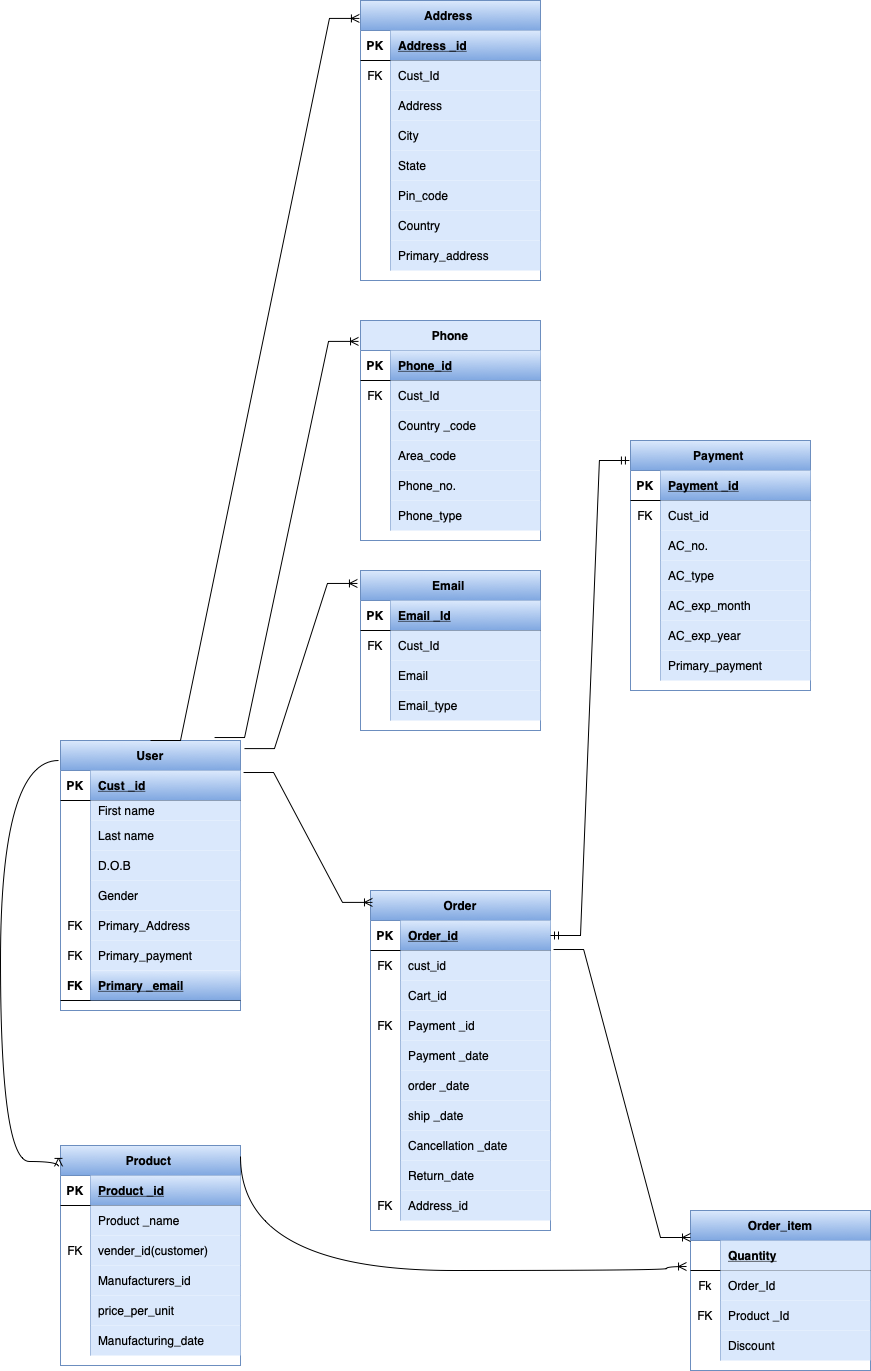 Address
PK Address _id
FK Cust_Id
Address
City
State
Pin_code
Country
Primary_address
Phone
PK Phone_id
FK Cust_Id
Country _code
Area_code
Phone_no.
Phone_type
Payment
PK Payment _id
FK Cust_id
AC_no.
AC_type
AC_exp_month
AC_exp_year
Primary_payment
Email
PK Email _Id
FK Cust_Id
Email
Email_type
User
PK Cust _id
First name
Last name
D.O.B
Gender
FK Primary_Address
FK Primary_payment
FK Primary _email
Order
PK Order_id
FK cust_id
Cart_id
FK Payment _id
Payment _date
order _date
ship _date
Cancellation _date
Return_date
FK Address_id
Product
PK Product _id
Product _name
FK vender_id(customer)
Manufacturers_id
price_per_unit
Manufacturing_date
Order_item
Quantity
Fk Order_Id
FK Product _Id
Discount